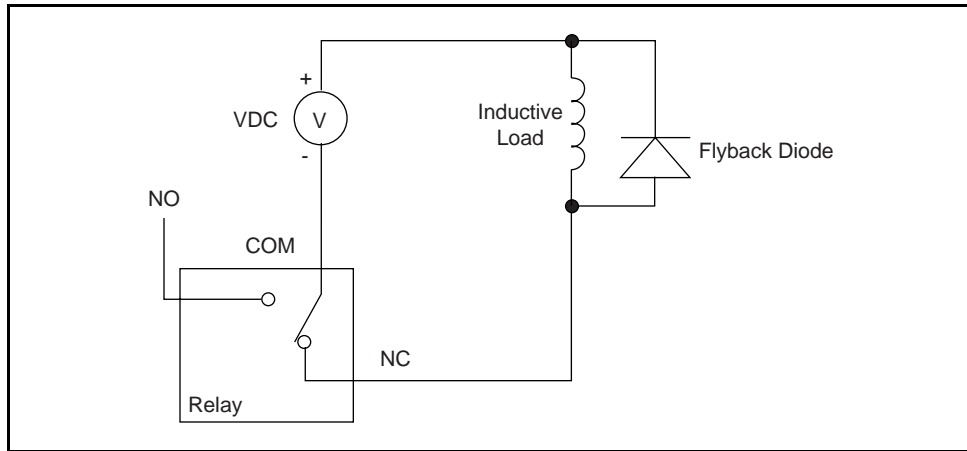 +
VDC
V
-
Inductive
Load
Flyback Diode
NO
COM
NC
Relay